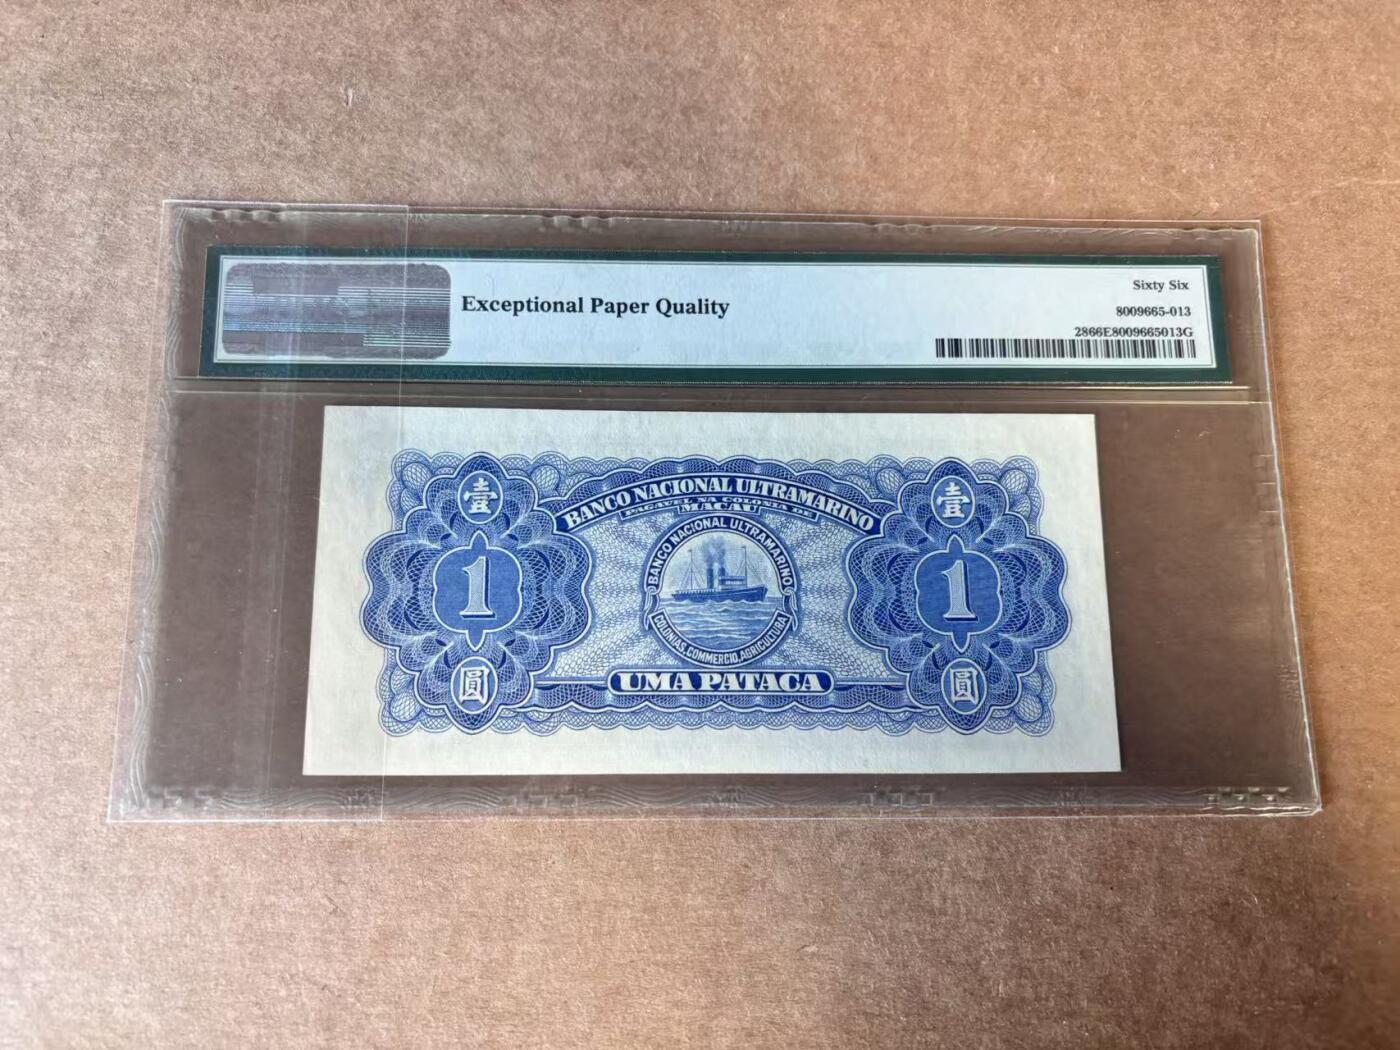 Exceptional Paper Quality
Sixty Six
8009665-013
2866E8009665013G
壹
壹
BANCO NACIONAL ULTRAMARINO
PAGAVEL NA COLONIA DE
MACAU
BANCO NACIONAL ULTRAMARINO
1
1
COLONIAS, COMMERCIO, AGRICULTURA
圓
圓
UMA PATACA